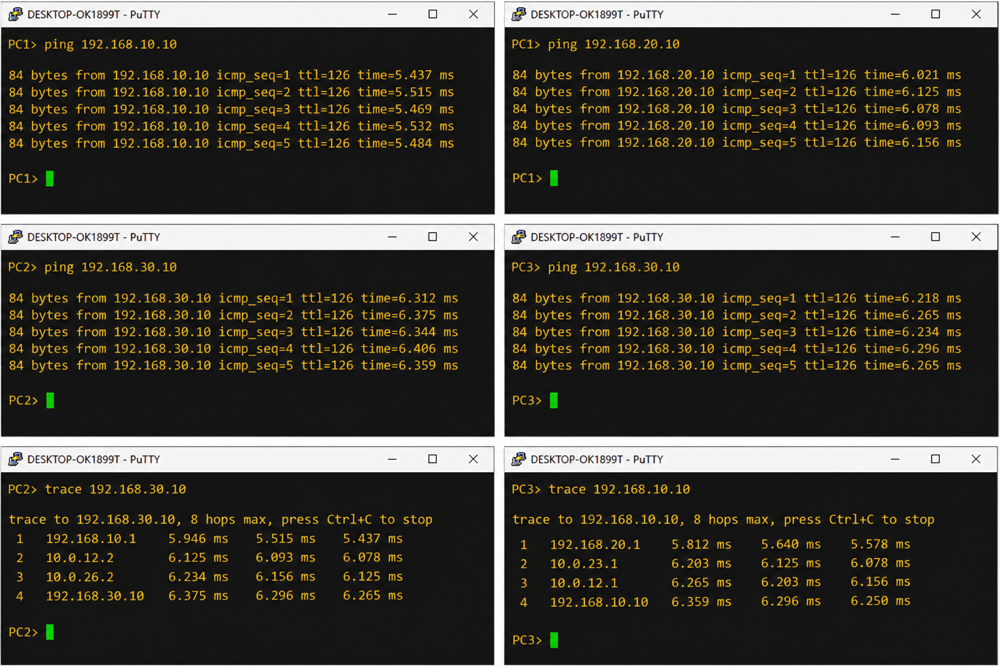 DESKTOP-OK1899T - PuTTY
PC1> ping 192.168.10.10
84 bytes from 192.168.10.10 icmp_seq=1 ttl=126 time=5.437 ms
84 bytes from 192.168.10.10 icmp_seq=2 ttl=126 time=5.515 ms
84 bytes from 192.168.10.10 icmp_seq=3 ttl=126 time=5.469 ms
84 bytes from 192.168.10.10 icmp_seq=4 ttl=126 time=5.532 ms
84 bytes from 192.168.10.10 icmp_seq=5 ttl=126 time=5.484 ms
PC1>
DESKTOP-OK1899T - PuTTY
PC1> ping 192.168.20.10
84 bytes from 192.168.20.10 icmp_seq=1 ttl=126 time=6.021 ms
84 bytes from 192.168.20.10 icmp_seq=2 ttl=126 time=6.125 ms
84 bytes from 192.168.20.10 icmp_seq=3 ttl=126 time=6.078 ms
84 bytes from 192.168.20.10 icmp_seq=4 ttl=126 time=6.093 ms
84 bytes from 192.168.20.10 icmp_seq=5 ttl=126 time=6.156 ms
PC1>
DESKTOP-OK1899T - PuTTY
PC2> ping 192.168.30.10
84 bytes from 192.168.30.10 icmp_seq=1 ttl=126 time=6.312 ms
84 bytes from 192.168.30.10 icmp_seq=2 ttl=126 time=6.375 ms
84 bytes from 192.168.30.10 icmp_seq=3 ttl=126 time=6.344 ms
84 bytes from 192.168.30.10 icmp_seq=4 ttl=126 time=6.406 ms
84 bytes from 192.168.30.10 icmp_seq=5 ttl=126 time=6.359 ms
PC2>
DESKTOP-OK1899T - PuTTY
PC3> ping 192.168.30.10
84 bytes from 192.168.30.10 icmp_seq=1 ttl=126 time=6.218 ms
84 bytes from 192.168.30.10 icmp_seq=2 ttl=126 time=6.265 ms
84 bytes from 192.168.30.10 icmp_seq=3 ttl=126 time=6.234 ms
84 bytes from 192.168.30.10 icmp_seq=4 ttl=126 time=6.296 ms
84 bytes from 192.168.30.10 icmp_seq=5 ttl=126 time=6.265 ms
PC3>
DESKTOP-OK1899T - PuTTY
PC2> trace 192.168.30.10
trace to 192.168.30.10, 8 hops max, press Ctrl+C to stop
1 192.168.10.1 5.946 ms 5.515 ms 5.437 ms
2 10.0.12.2 6.125 ms 6.093 ms 6.078 ms
3 10.0.26.2 6.234 ms 6.156 ms 6.125 ms
4 192.168.30.10 6.375 ms 6.296 ms 6.265 ms
PC2>
DESKTOP-OK1899T - PuTTY
PC3> trace 192.168.10.10
trace to 192.168.10.10, 8 hops max, press Ctrl+C to stop
1 192.168.20.1 5.812 ms 5.640 ms 5.578 ms
2 10.0.23.1 6.203 ms 6.125 ms 6.078 ms
3 10.0.12.1 6.265 ms 6.203 ms 6.156 ms
4 192.168.10.10 6.359 ms 6.296 ms 6.250 ms
PC3>